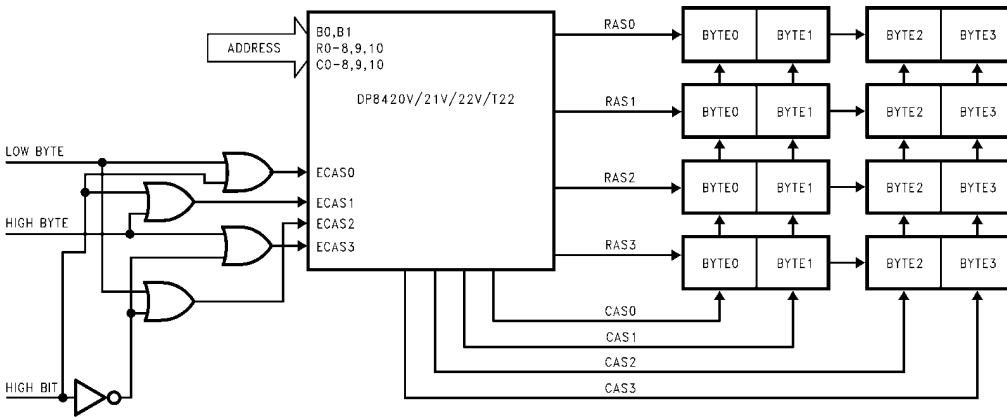 ADDRESS
B0,B1
R0-8,9,10
C0-8,9,10
DP8420V/21V/22V/T22
RAS0
BYTE0
BYTE1
BYTE2
BYTE3
RAS1
BYTE0
BYTE1
BYTE2
BYTE3
LOW BYTE
ECAS0
RAS2
BYTE0
BYTE1
BYTE2
BYTE3
ECAS1
HIGH BYTE
ECAS2
ECAS3
RAS3
BYTE0
BYTE1
BYTE2
BYTE3
CAS0
CAS1
CAS2
HIGH BIT
CAS3